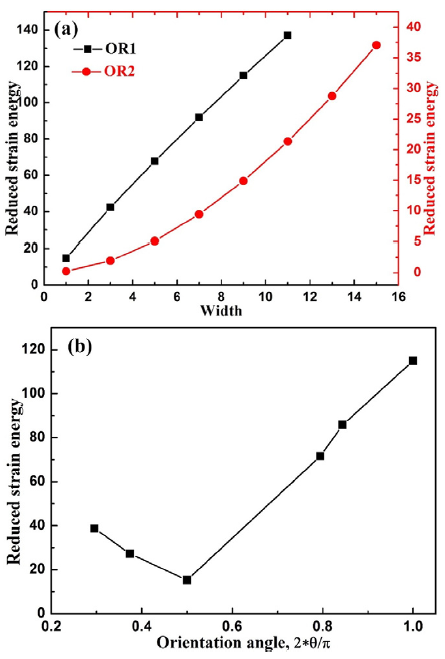 (a)
OR1
OR2
140
120
100
80
60
40
20
0
40
35
30
25
20
15
10
5
0
0 2 4 6 8 10 12 14 16
Width
Reduced strain energy
Reduced strain energy
(b)
120
100
80
60
40
20
0
0.2 0.4 0.6 0.8 1.0
Orientation angle, 2*θ/π
Reduced strain energy